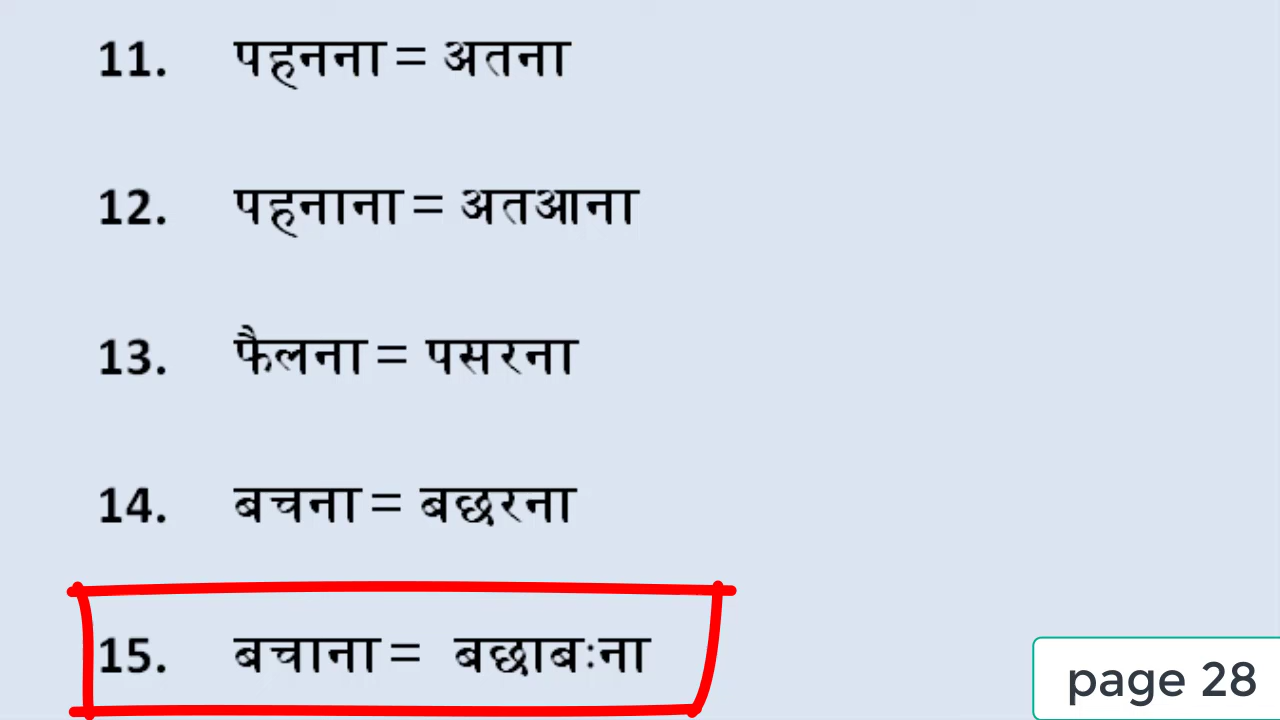 11. पहनना = अतना
12. पहनाना = अतआना
13. फैलना = पसरना
14. बचना = बछरना
15. बचाना = बछाबःना
page 28